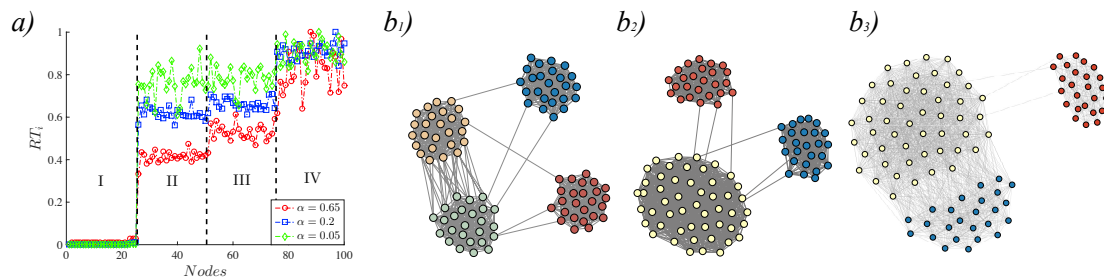 a)
b1)
b2)
b3)
1
0.8
0.6
0.4
0.2
0
RTi
I
II
III
IV
α = 0.65
α = 0.2
α = 0.05
0 20 40 60 80 100
Nodes